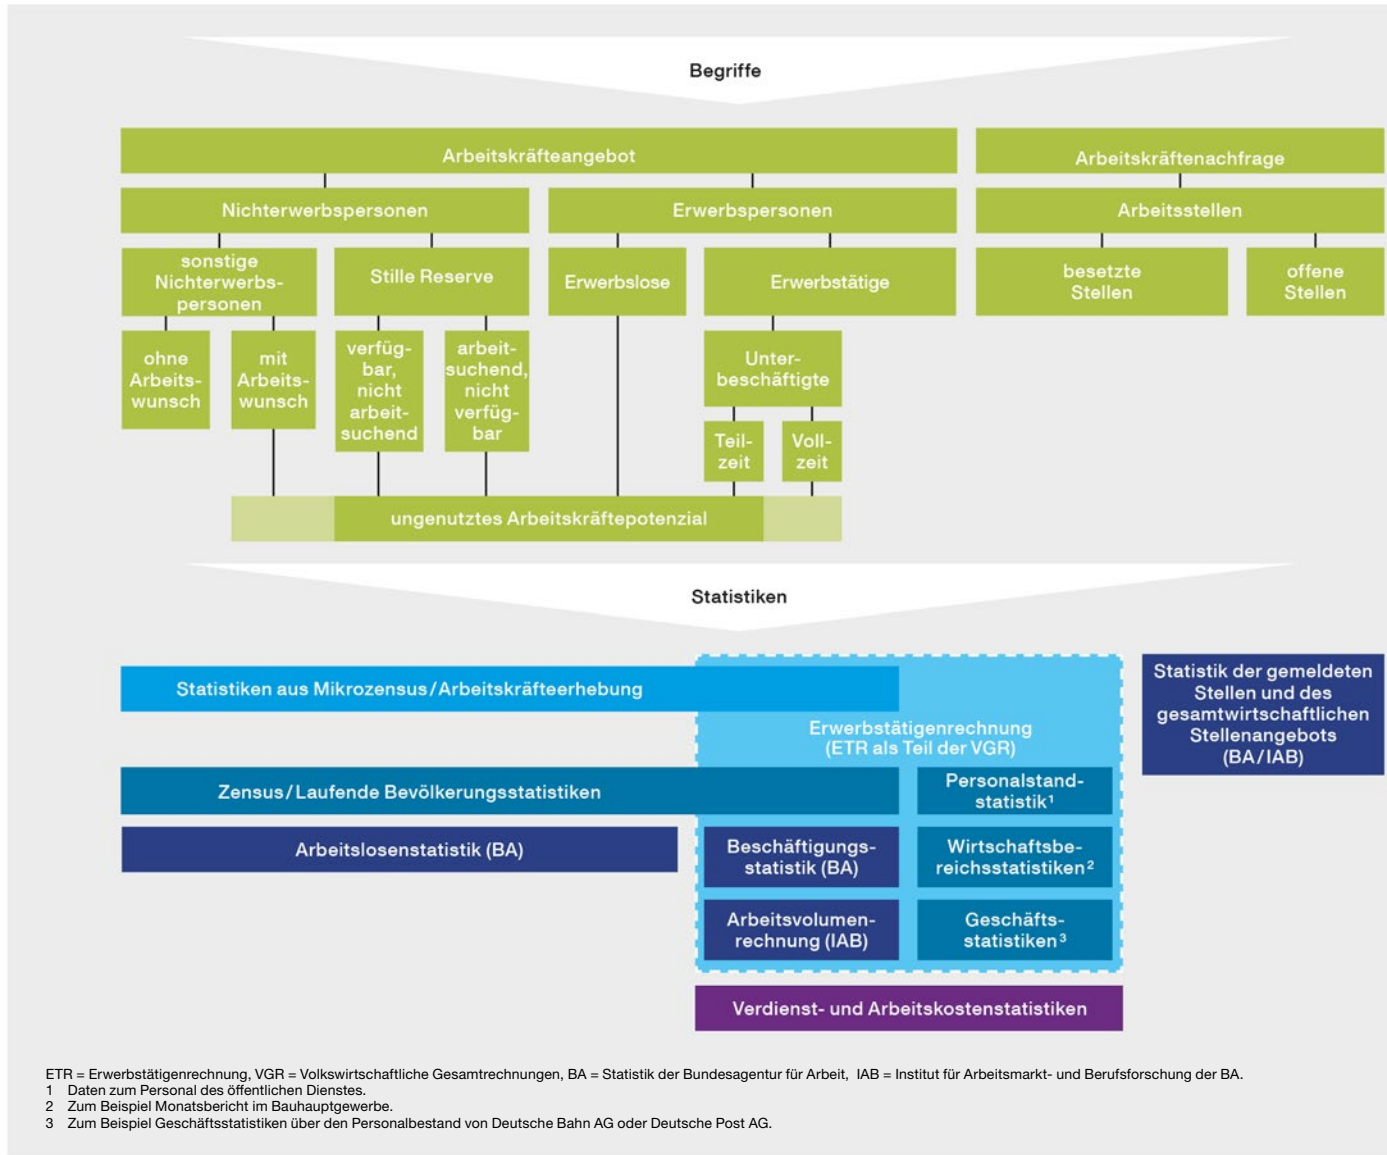 Begriffe
Arbeitskräfteangebot
Arbeitskräftenachfrage
Nichterwerbspersonen
Erwerbspersonen
Arbeitsstellen
sonstige
Nichterwerbs-
personen
Stille Reserve
Erwerbslose
Erwerbstätige
besetzte
Stellen
offene
Stellen
ohne
Arbeits-
wunsch
mit
Arbeits-
wunsch
verfüg-
bar,
nicht
arbeit-
suchend
arbeit-
suchend,
nicht
verfüg-
bar
Unter-
beschäftigte
Teil-
zeit
Voll-
zeit
ungenutztes Arbeitskräftepotenzial
Statistiken
Statistiken aus Mikrozensus/Arbeitskräfteerhebung
Erwerbstätigenrechnung
(ETR als Teil der VGR)
Statistik der gemeldeten
Stellen und des
gesamtwirtschaftlichen
Stellenangebots
(BA/IAB)
Zensus/Laufende Bevölkerungsstatistiken
Personalstand-
statistik¹
Arbeitslosenstatistik (BA)
Beschäftigungs-
statistik (BA)
Wirtschaftsbe-
reichsstatistiken²
Arbeitsvolumen-
rechnung (IAB)
Geschäfts-
statistiken³
Verdienst- und Arbeitskostenstatistiken
ETR = Erwerbstätigenrechnung, VGR = Volkswirtschaftliche Gesamtrechnungen, BA = Statistik der Bundesagentur für Arbeit, IAB = Institut für Arbeitsmarkt- und Berufsforschung der BA.
1 Daten zum Personal des öffentlichen Dienstes.
2 Zum Beispiel Monatsbericht im Bauhauptgewerbe.
3 Zum Beispiel Geschäftsstatistiken über den Personalbestand von Deutsche Bahn AG oder Deutsche Post AG.